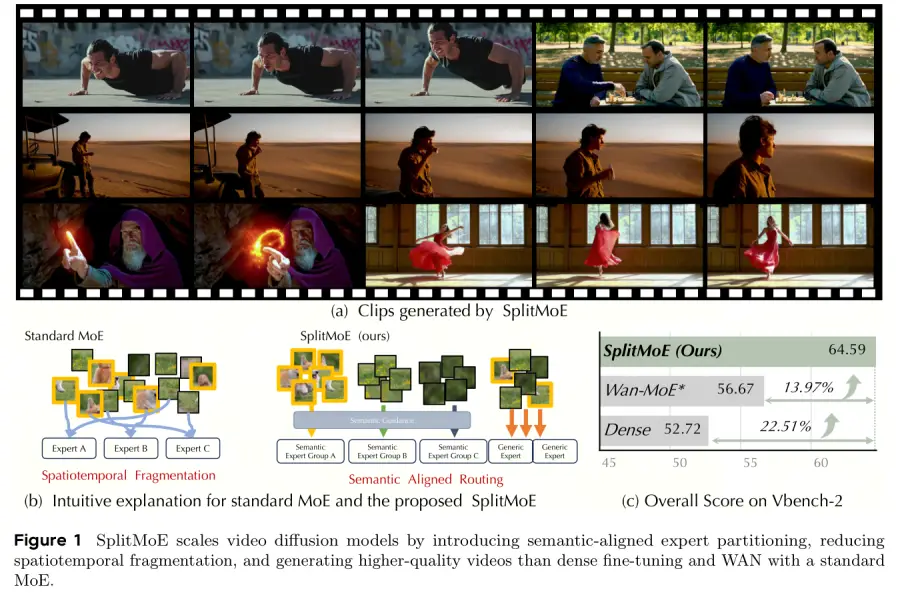 (a) Clips generated by SplitMoE
Standard MoE
SplitMoE (ours)
Semantic Guidance
Expert A
Expert B
Expert C
Semantic
Expert Group A
Semantic
Expert Group B
Semantic
Expert Group C
Generic
Expert
Generic
Expert
Spatiotemporal Fragmentation
Semantic Aligned Routing
(b) Intuitive explanation for standard MoE and the proposed SplitMoE
SplitMoE (Ours) 64.59
Wan-MoE* 56.67 13.97%
Dense 52.72 22.51%
45 50 55 60
(c) Overall Score on Vbench-2
Figure 1 SplitMoE scales video diffusion models by introducing semantic-aligned expert partitioning, reducing
spatiotemporal fragmentation, and generating higher-quality videos than dense fine-tuning and WAN with a standard
MoE.